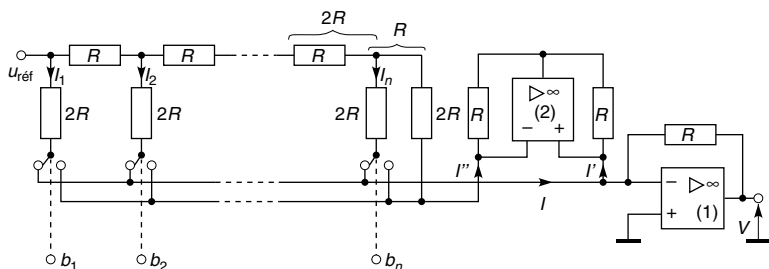 2R
R
R
R
R
u_réf
I_1
I_2
I_n
2R
2R
2R
2R
R
▷∞
(2)
− +
R
R
I''
I'
I
−
▷∞
+
(1)
V
b_1
b_2
b_n